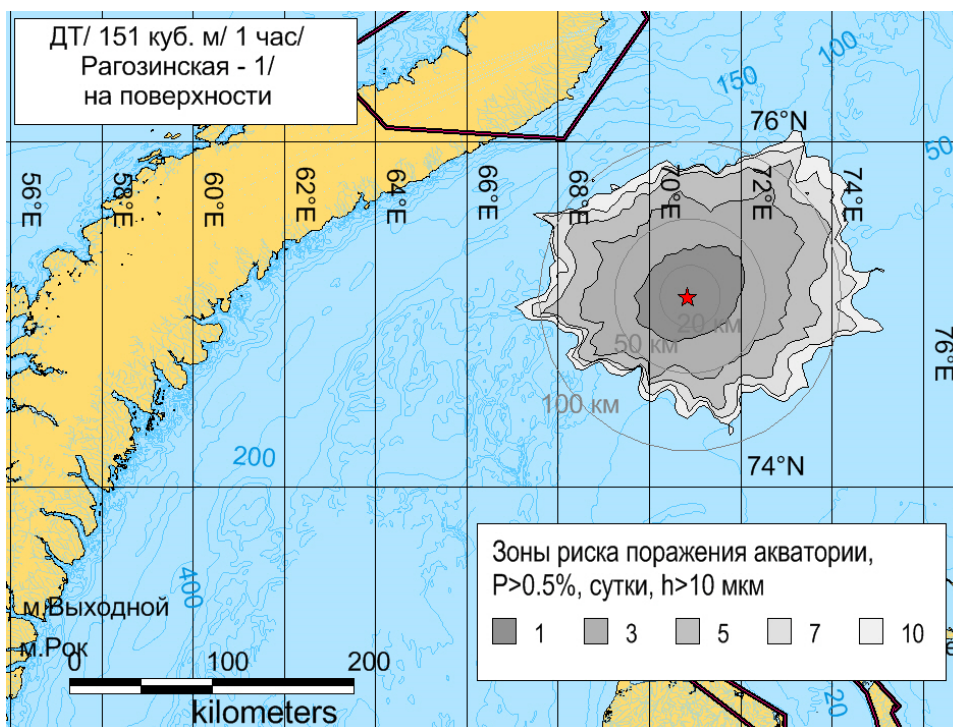 ДТ/ 151 куб. м/ 1 час/
Рагозинская - 1/
на поверхности
100
150
50
76°N
56°E
58°E
60°E
62°E
64°E
66°E
68°E
70°E
72°E
74°E
76°E
20 км
50 км
100 км
74°N
200
400
м.Выходной
м.Рок
0 100 200
kilometers
Зоны риска поражения акватории,
P>0.5%, сутки, h>10 мкм
1 3 5 7 10
20